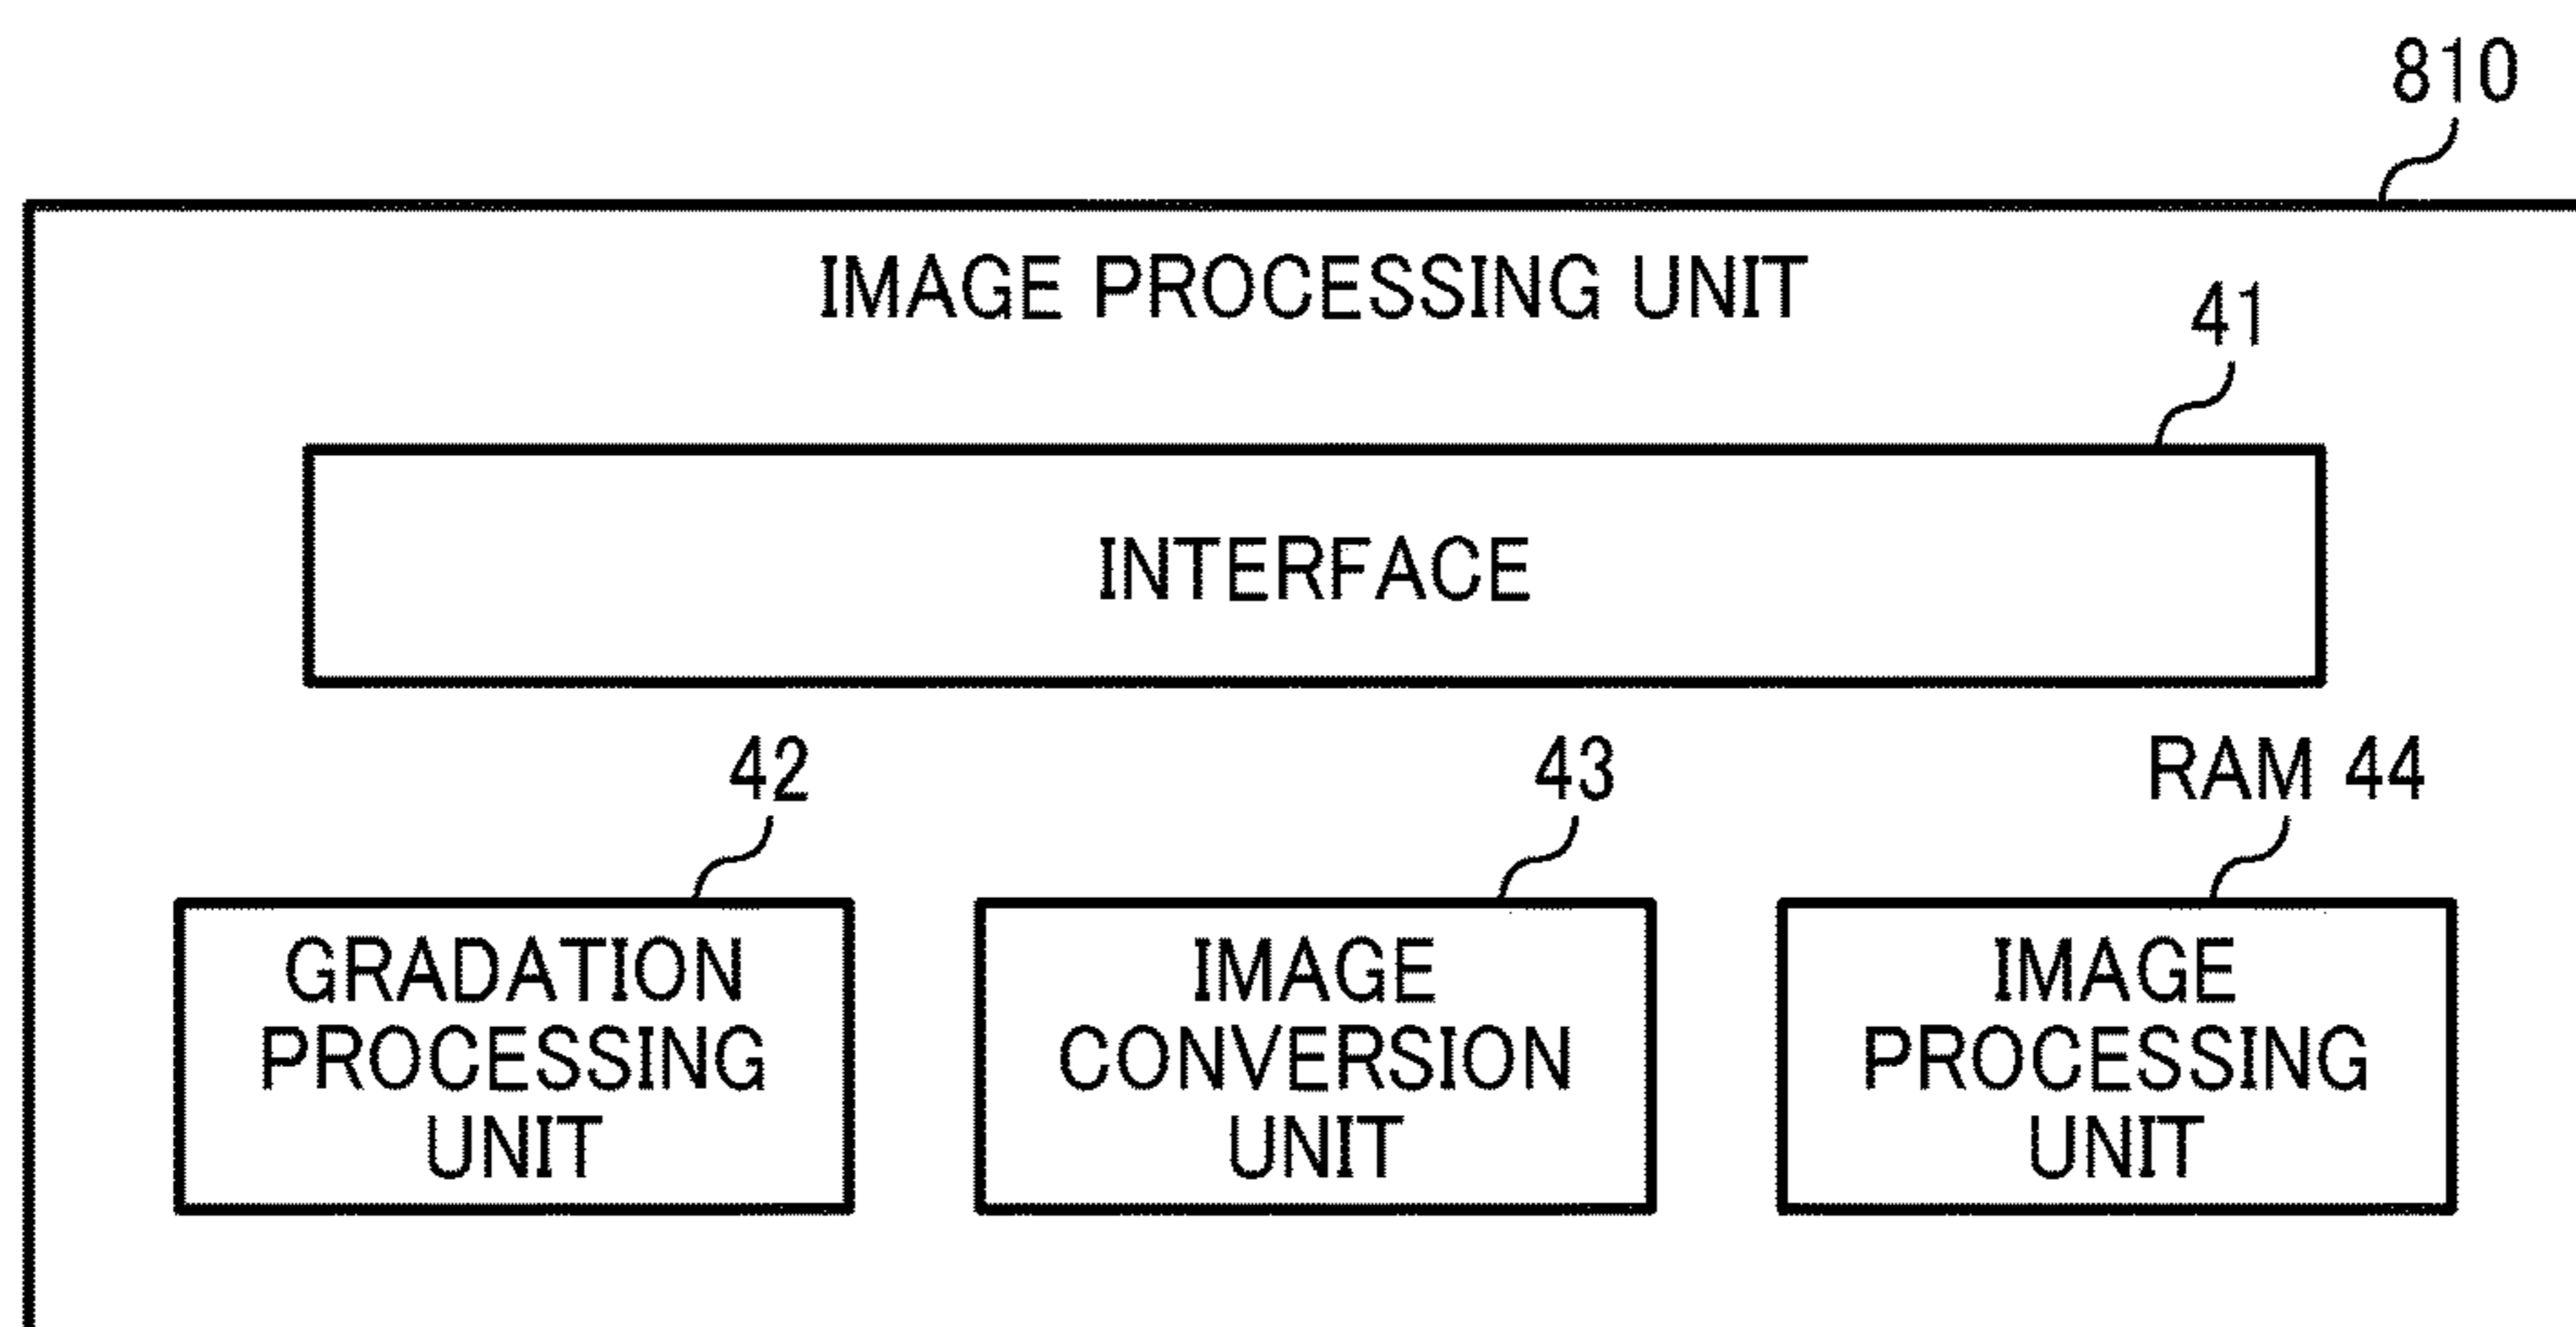 810
IMAGE PROCESSING UNIT
41
INTERFACE
42
43
RAM 44
GRADATION
PROCESSING
UNIT
IMAGE
CONVERSION
UNIT
IMAGE
PROCESSING
UNIT